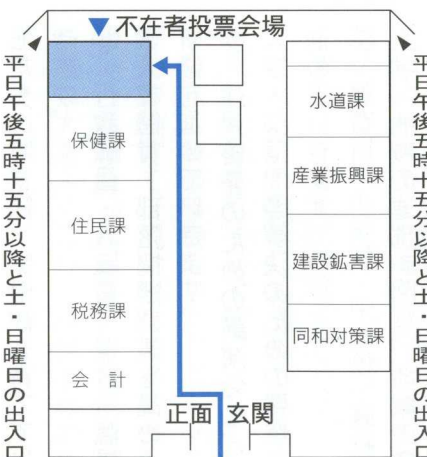 ▼不在者投票会場
平日午後五時十五分以降と土・日曜日の出入口
保健課
住民課
税務課
会計
水道課
産業振興課
建設鉱害課
同和対策課
平日午後五時十五分以降と土・日曜日の出入口
正面玄関